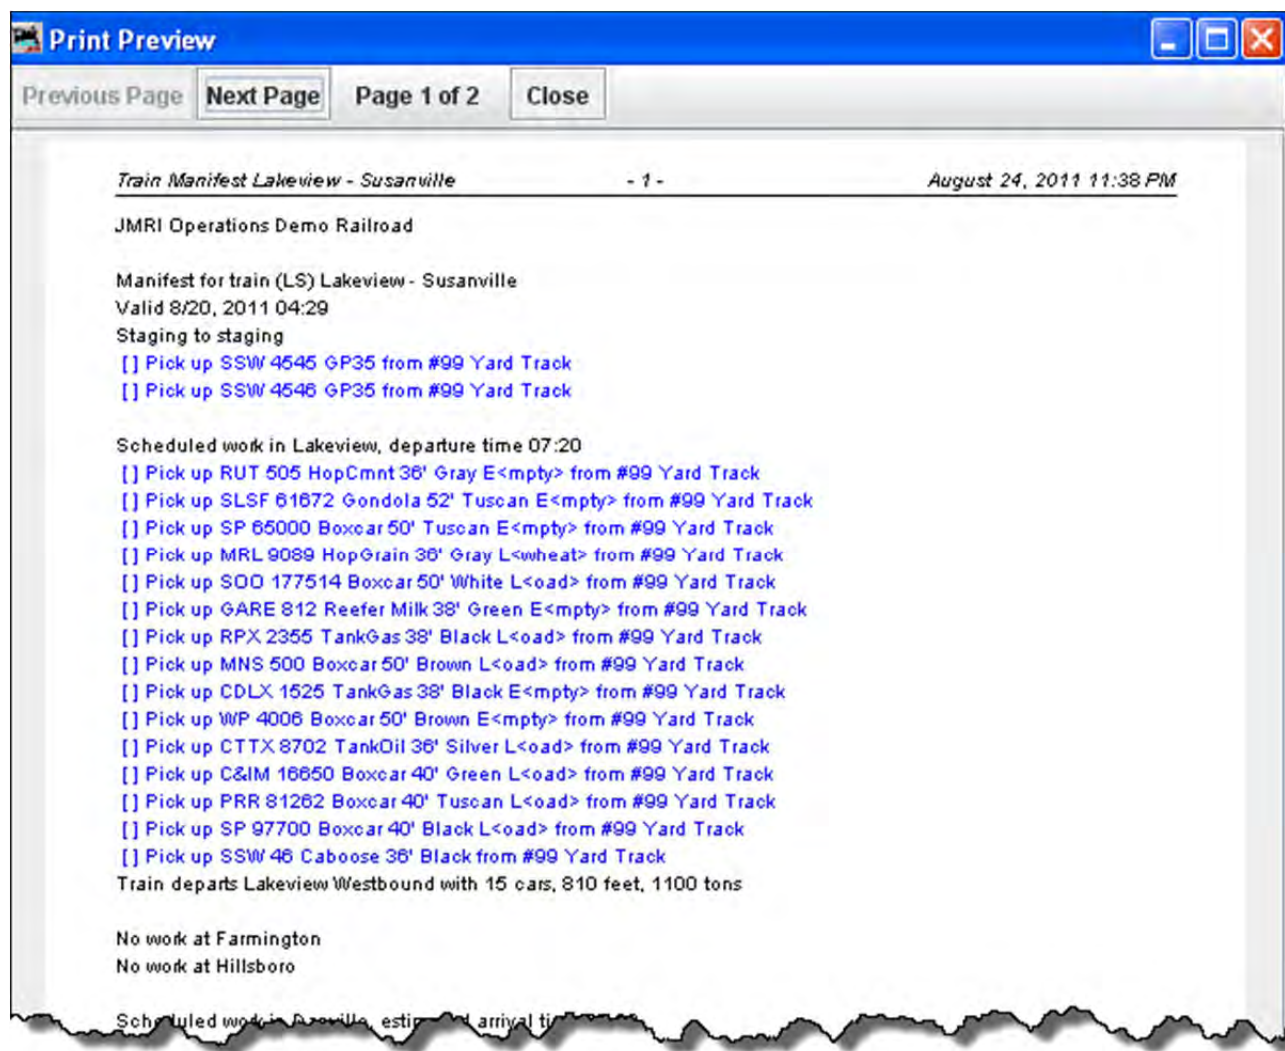 Print Preview
Previous Page Next Page Page 1 of 2 Close
Train Manifest Lakeview - Susanville - 1 - August 24, 2011 11:38 PM
JMRI Operations Demo Railroad
Manifest for train (LS) Lakeview - Susanville
Valid 8/20, 2011 04:29
Staging to staging
[ ] Pick up SSW 4545 GP35 from #99 Yard Track
[ ] Pick up SSW 4546 GP35 from #99 Yard Track
Scheduled work in Lakeview, departure time 07:20
[ ] Pick up RUT 505 HopCmnt 36' Gray E<mpty> from #99 Yard Track
[ ] Pick up SLSF 61672 Gondola 52' Tuscan E<mpty> from #99 Yard Track
[ ] Pick up SP 65000 Boxcar 50' Tuscan E<mpty> from #99 Yard Track
[ ] Pick up MRL 9089 HopGrain 36' Gray L<wheat> from #99 Yard Track
[ ] Pick up SOO 177514 Boxcar 50' White L<oad> from #99 Yard Track
[ ] Pick up GARE 812 Reefer Milk 38' Green E<mpty> from #99 Yard Track
[ ] Pick up RPX 2355 TankGas 38' Black L<oad> from #99 Yard Track
[ ] Pick up MNS 500 Boxcar 50' Brown L<oad> from #99 Yard Track
[ ] Pick up CDLX 1525 TankGas 38' Black E<mpty> from #99 Yard Track
[ ] Pick up WP 4006 Boxcar 50' Brown E<mpty> from #99 Yard Track
[ ] Pick up CTTX 8702 TankOil 36' Silver L<oad> from #99 Yard Track
[ ] Pick up C&IM 16650 Boxcar 40' Green L<oad> from #99 Yard Track
[ ] Pick up PRR 81262 Boxcar 40' Tuscan L<oad> from #99 Yard Track
[ ] Pick up SP 97700 Boxcar 40' Black L<oad> from #99 Yard Track
[ ] Pick up SSW 46 Caboose 36' Black from #99 Yard Track
Train departs Lakeview Westbound with 15 cars, 810 feet, 1100 tons
No work at Farmington
No work at Hillsboro
Scheduled work in arrival